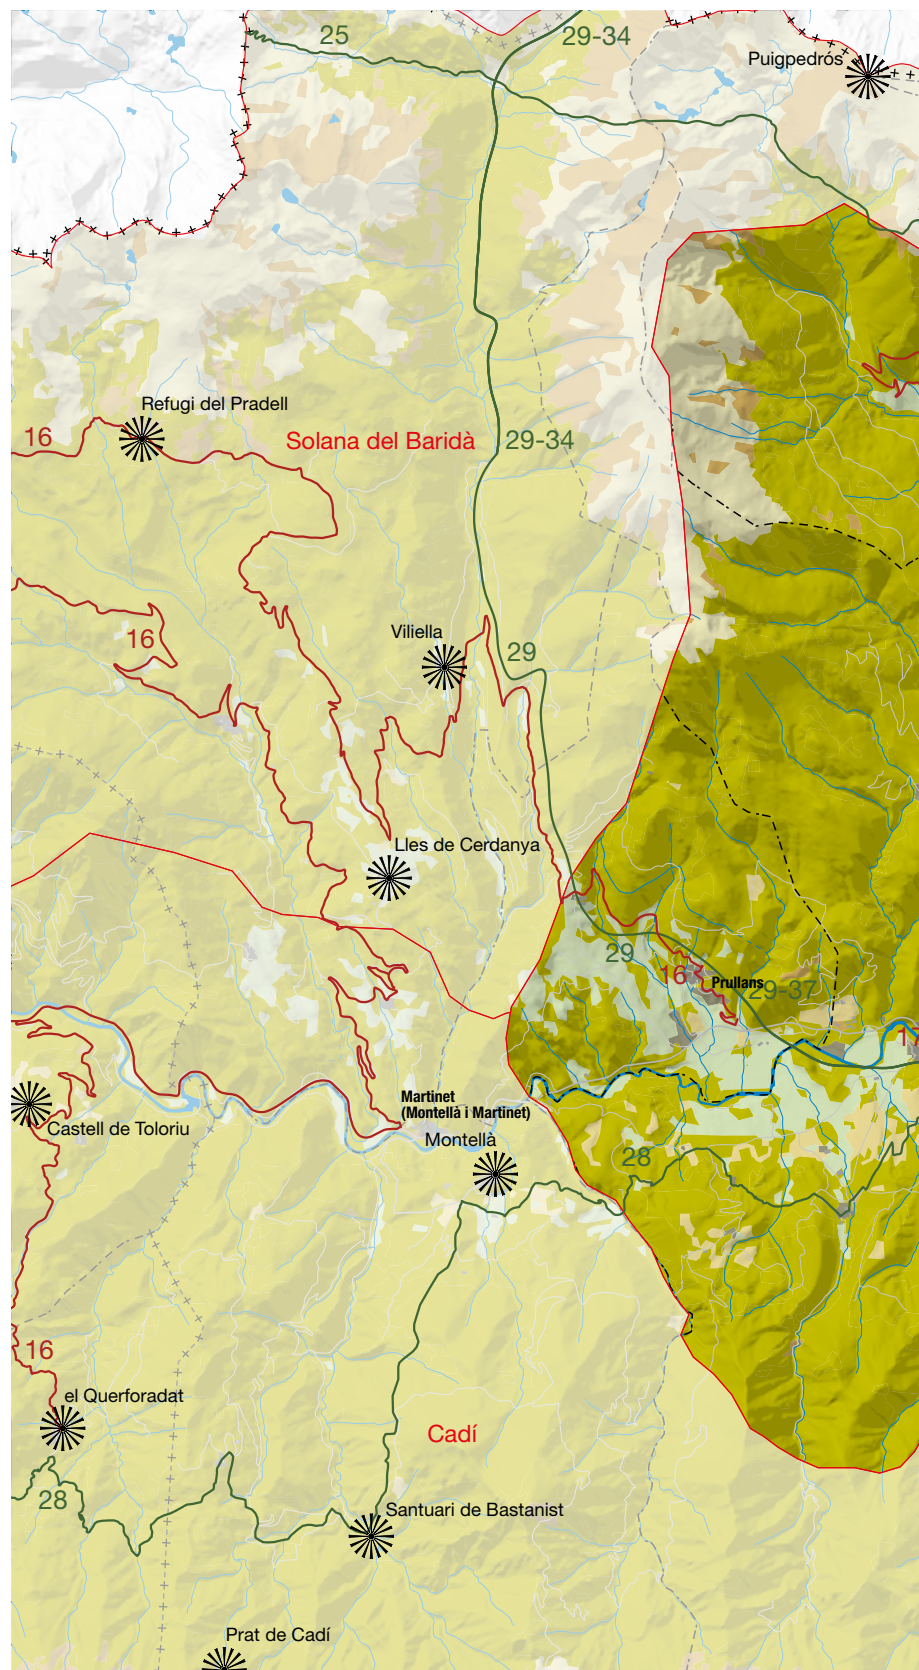 25
29-34
Puigpedrós
Refugi del Pradell
16
Solana del Baridà
29-34
Viliella
16
29
Lles de Cerdanya
29
16
Prullans
29-37
17
Martinet
(Montellà i Martinet)
Castell de Toloriu
Montellà
28
16
el Querforadat
Cadí
28
Santuari de Bastanist
Prat de Cadí